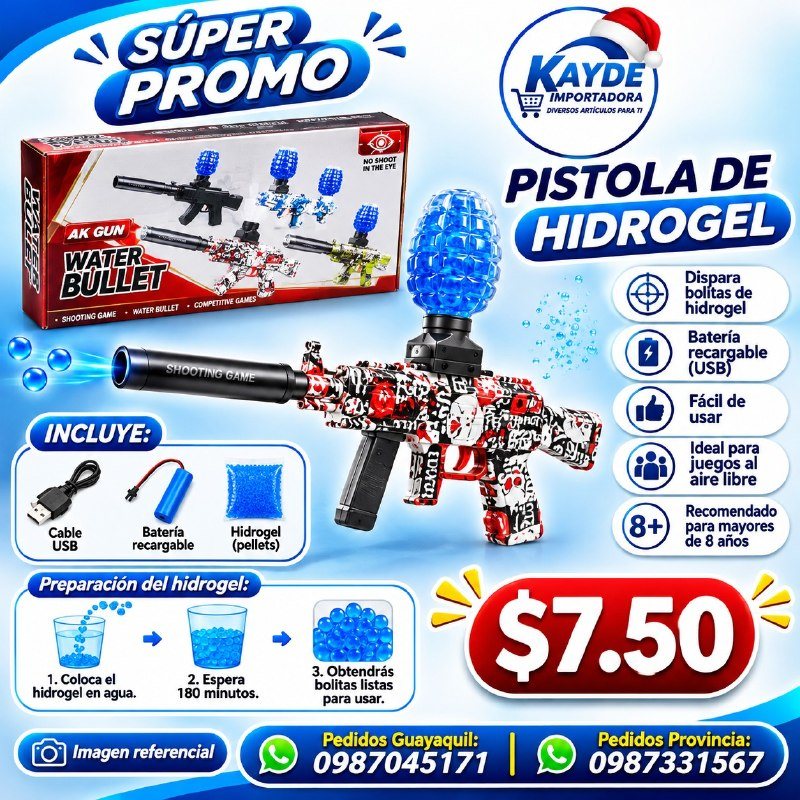 SÚPER
PROMO
KAYDE
IMPORTADORA
DIVERSOS ARTÍCULOS PARA TI
NO SHOOT
IN THE EYE
AK GUN
WATER
BULLET
• SHOOTING GAME • WATER BULLET • COMPETITIVE GAMES
PISTOLA DE
HIDROGEL
Dispara
bolitas de
hidrogel
Batería
recargable
(USB)
Fácil de
usar
Ideal para
juegos al
aire libre
8+
Recomendado
para mayores
de 8 años
SHOOTING GAME
INCLUYE:
Cable
USB
Batería
recargable
Hidrogel
(pellets)
Preparación del hidrogel:
1. Coloca el
hidrogel en agua.
2. Espera
180 minutos.
3. Obtendrás
bolitas listas
para usar.
$7.50
Imagen referencial
Pedidos Guayaquil:
0987045171
Pedidos Provincia:
0987331567